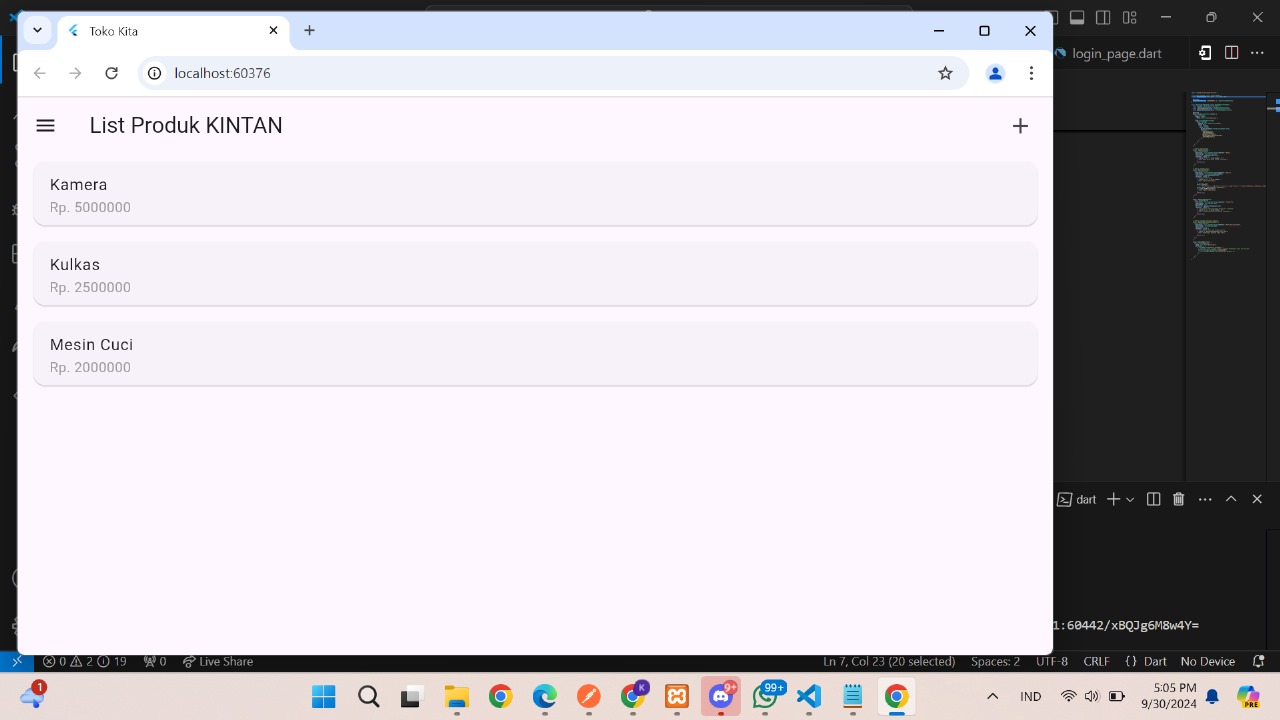 Toko Kita
login_page.dart
localhost:60376
List Produk KINTAN
Kamera
Rp. 5000000
Kulkas
Rp. 2500000
Mesin Cuci
Rp. 2000000
dart
1:60442/xBQJg6M8w4Y=
0 2 19 0 Live Share
Ln 7, Col 23 (20 selected) Spaces: 2 UTF-8 CRLF {} Dart No Device
1 K 9+ 99+ IND 5:05 PM PRE
9/30/2024